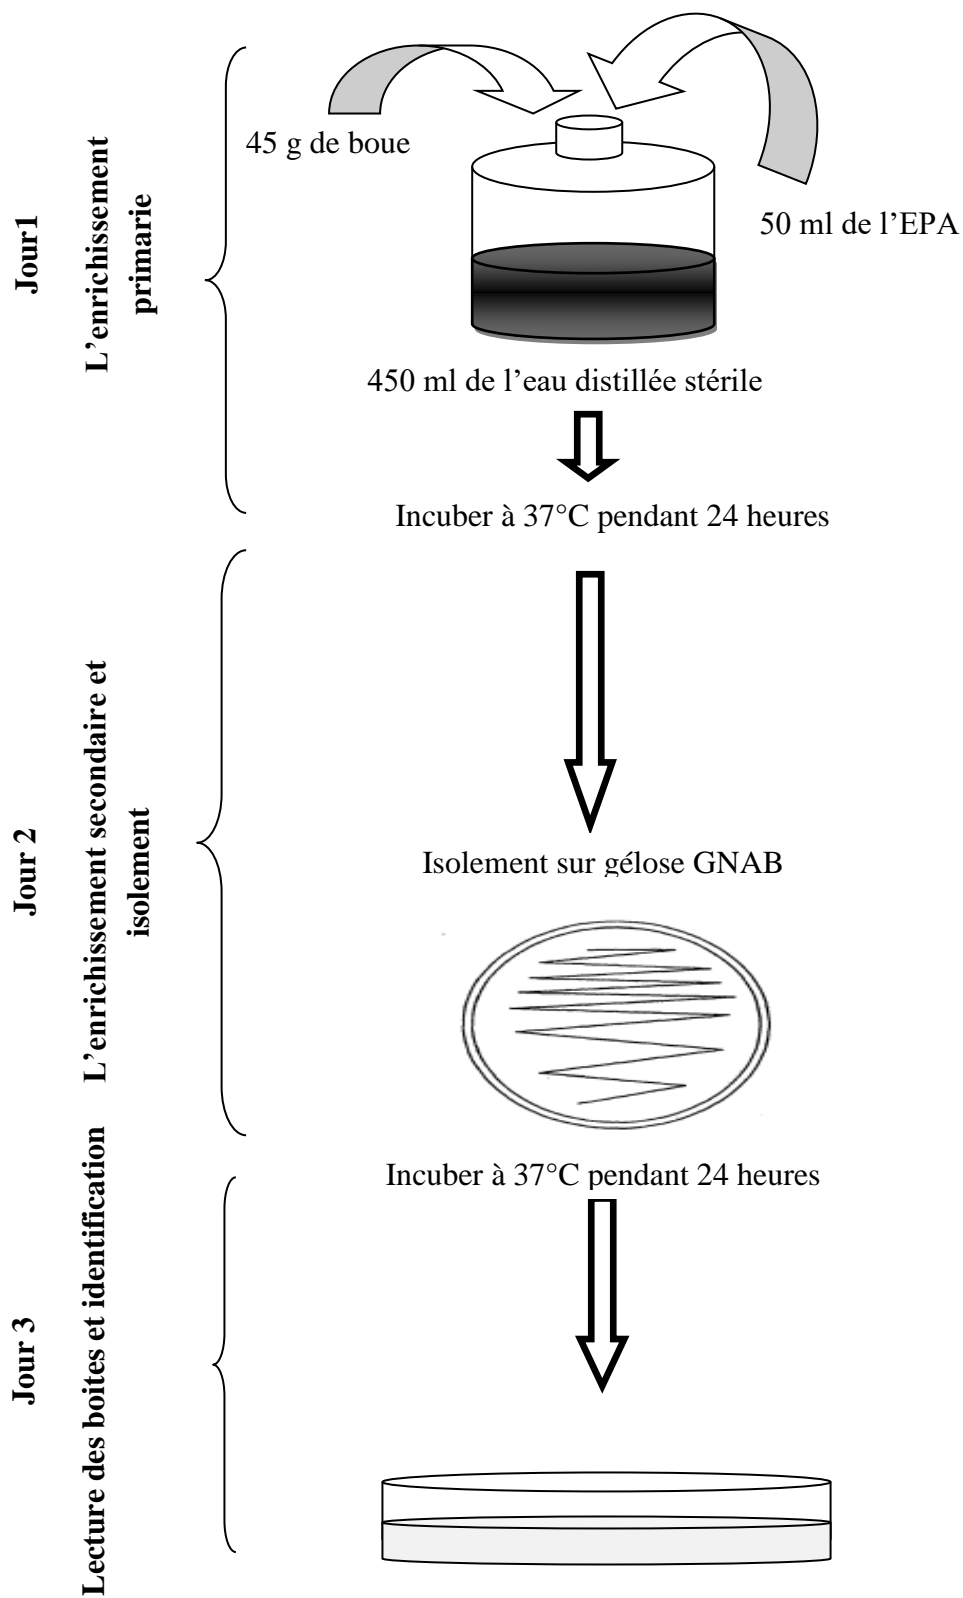 45 g de boue
50 ml de l'EPA
Jour1
L'enrichissement
primarie
450 ml de l'eau distillée stérile
Incuber à 37°C pendant 24 heures
Jour 2
L'enrichissement secondaire et
isolement
Isolement sur gélose GNAB
Incuber à 37°C pendant 24 heures
Jour 3
Lecture des boites et identification